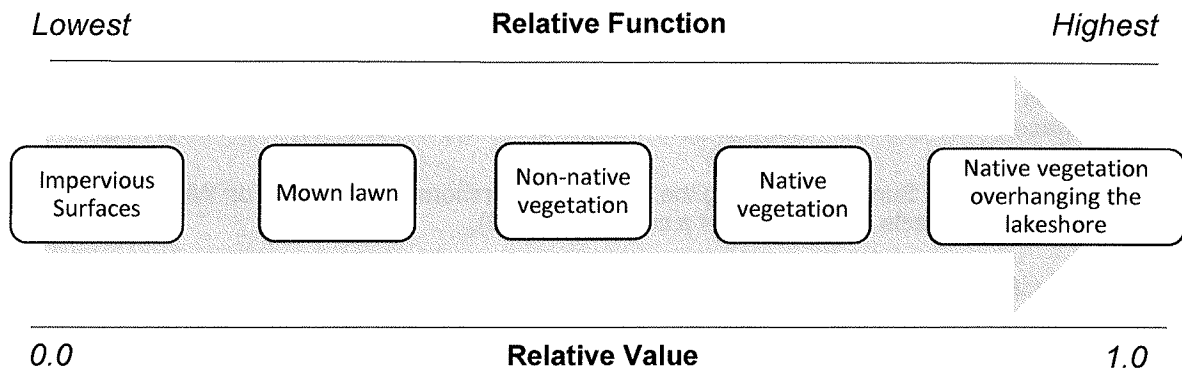 Lowest Relative Function Highest
Impervious
Surfaces
Mown lawn
Non-native
vegetation
Native
vegetation
Native vegetation
overhanging the
lakeshore
0.0 Relative Value 1.0